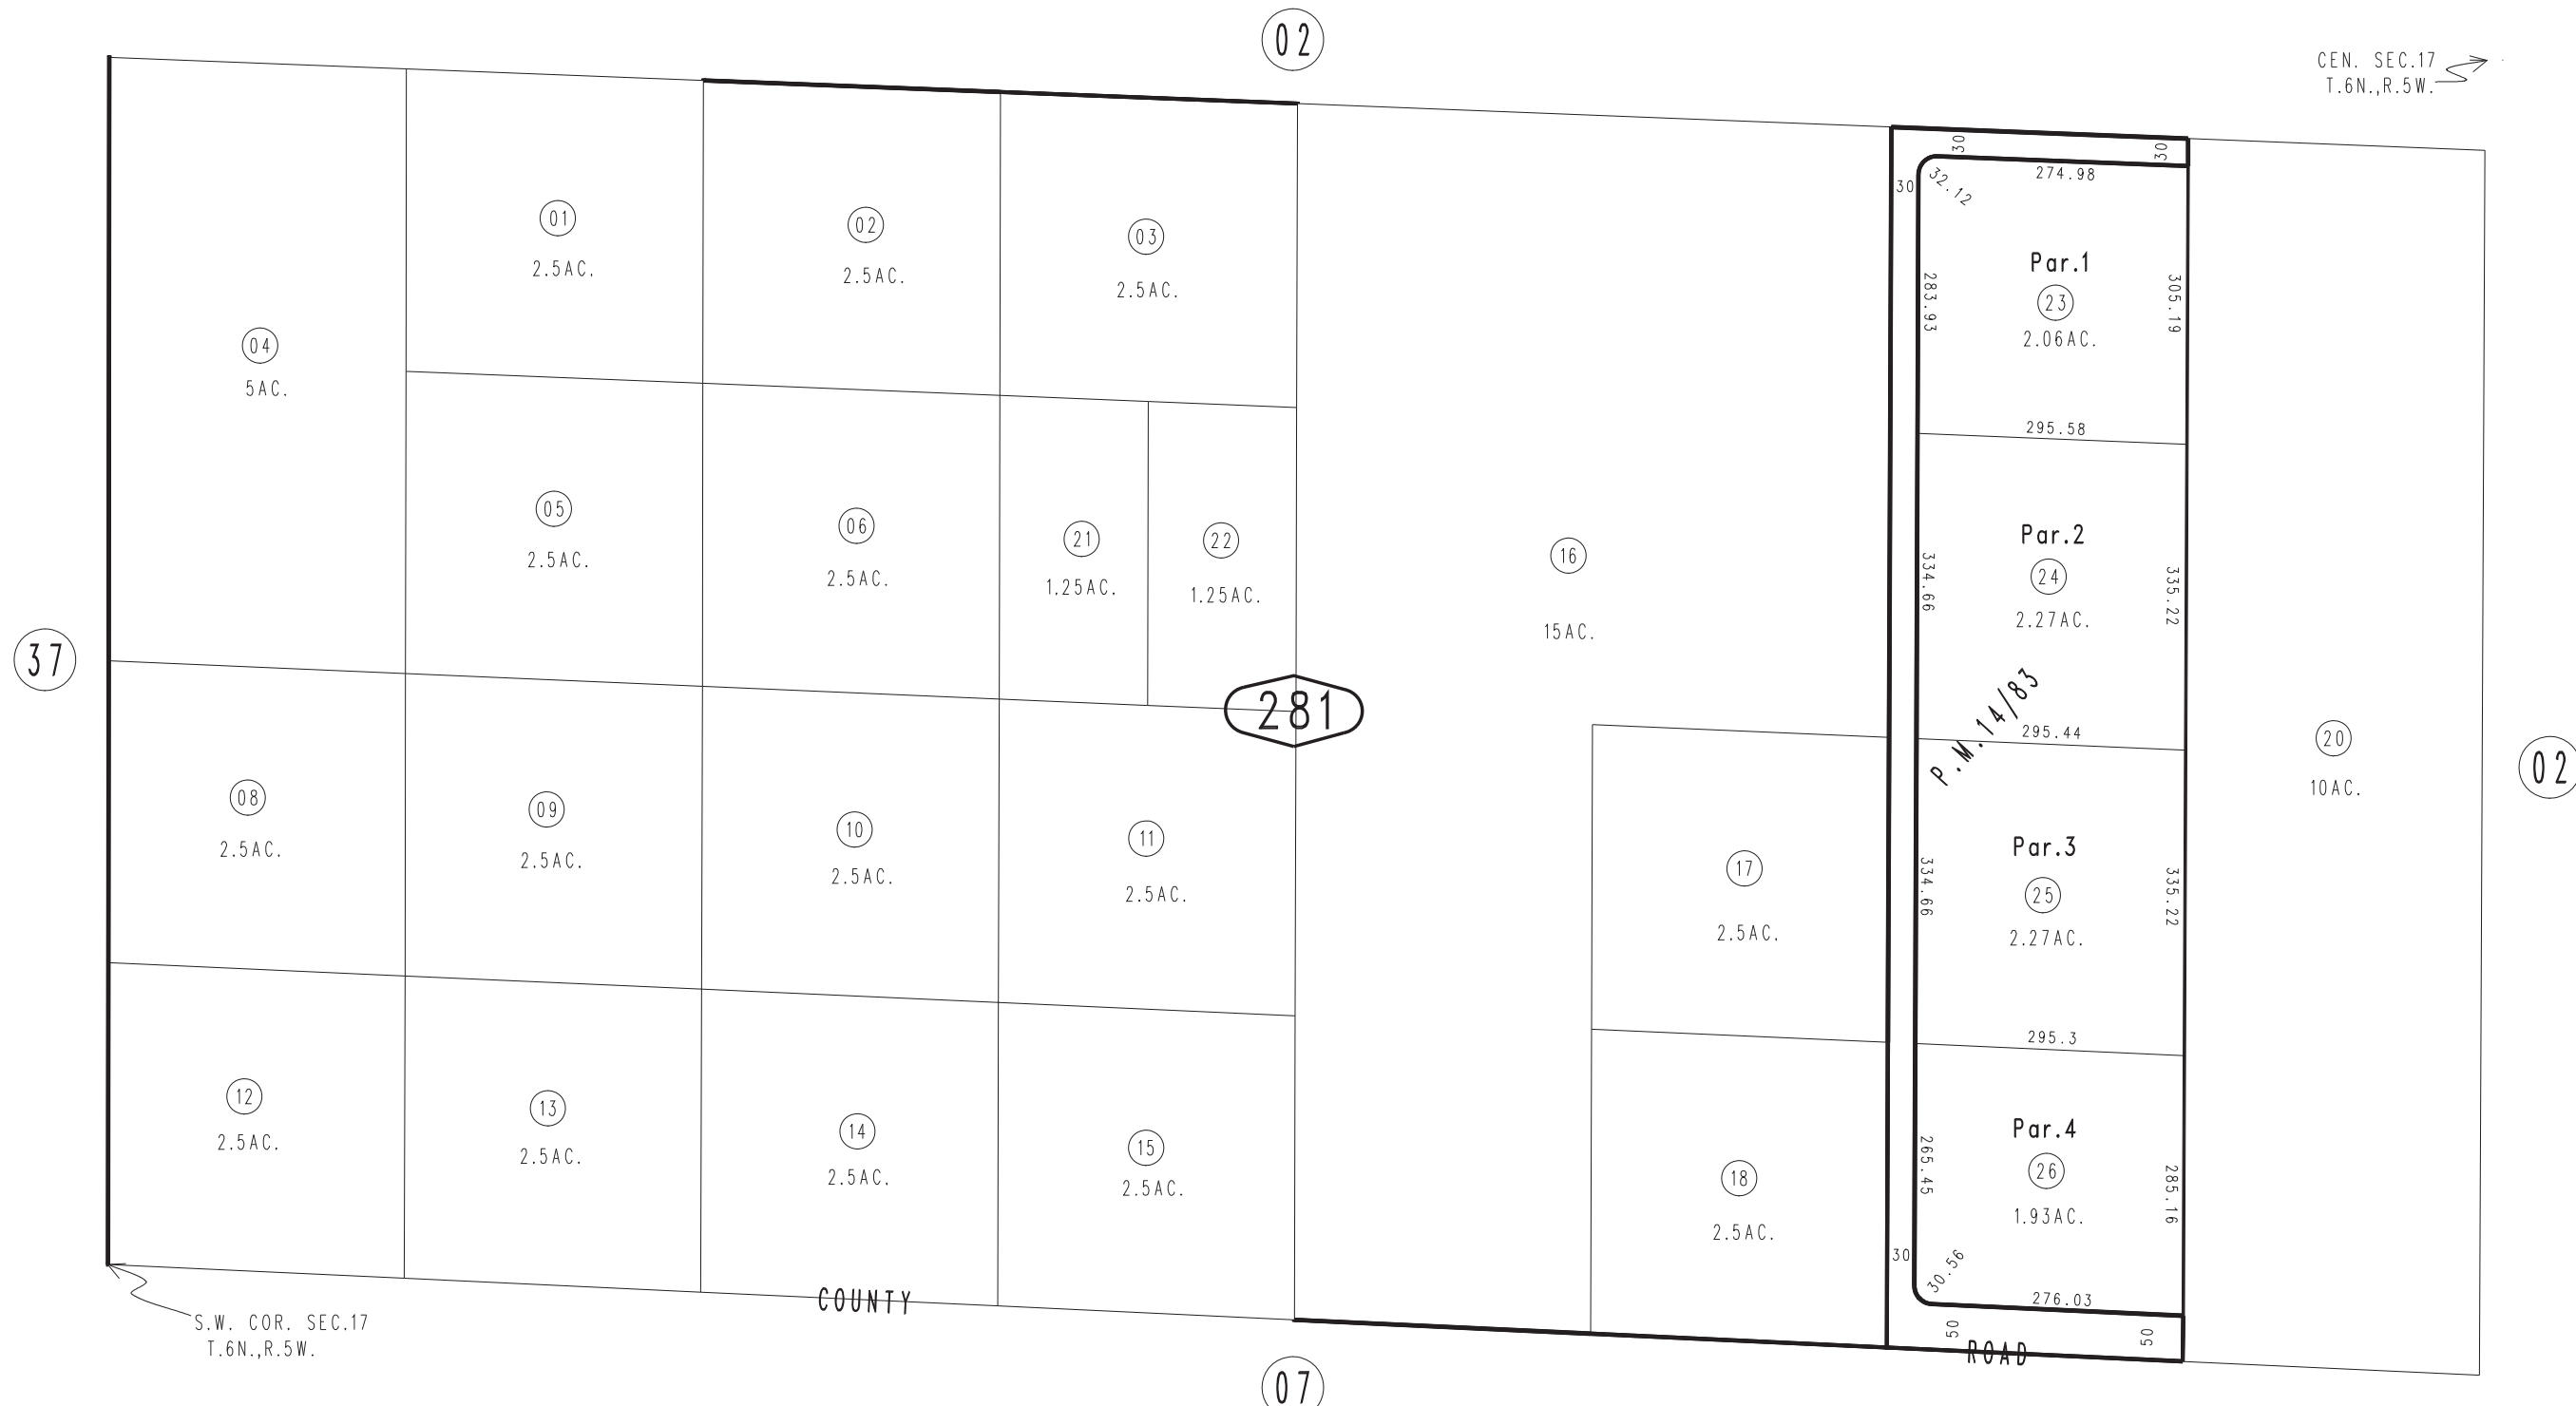 02
CEN. SEC.17
T.6N.,R.5W.
30
30
274.98
32.12
30
01
2.5AC.
02
2.5AC.
03
2.5AC.
Par.1
23
2.06AC.
283.93
305.19
04
5AC.
295.58
05
2.5AC.
06
2.5AC.
21
1.25AC.
22
1.25AC.
16
15AC.
Par.2
24
2.27AC.
334.66
335.22
37
281
P.M.14/83
295.44
20
10AC.
02
08
2.5AC.
09
2.5AC.
10
2.5AC.
11
2.5AC.
17
2.5AC.
Par.3
25
2.27AC.
334.66
335.22
295.3
12
2.5AC.
13
2.5AC.
14
2.5AC.
15
2.5AC.
18
2.5AC.
Par.4
26
1.93AC.
265.45
285.16
30
30.56
276.03
50
50
COUNTY
ROAD
S.W. COR. SEC.17
T.6N.,R.5W.
07